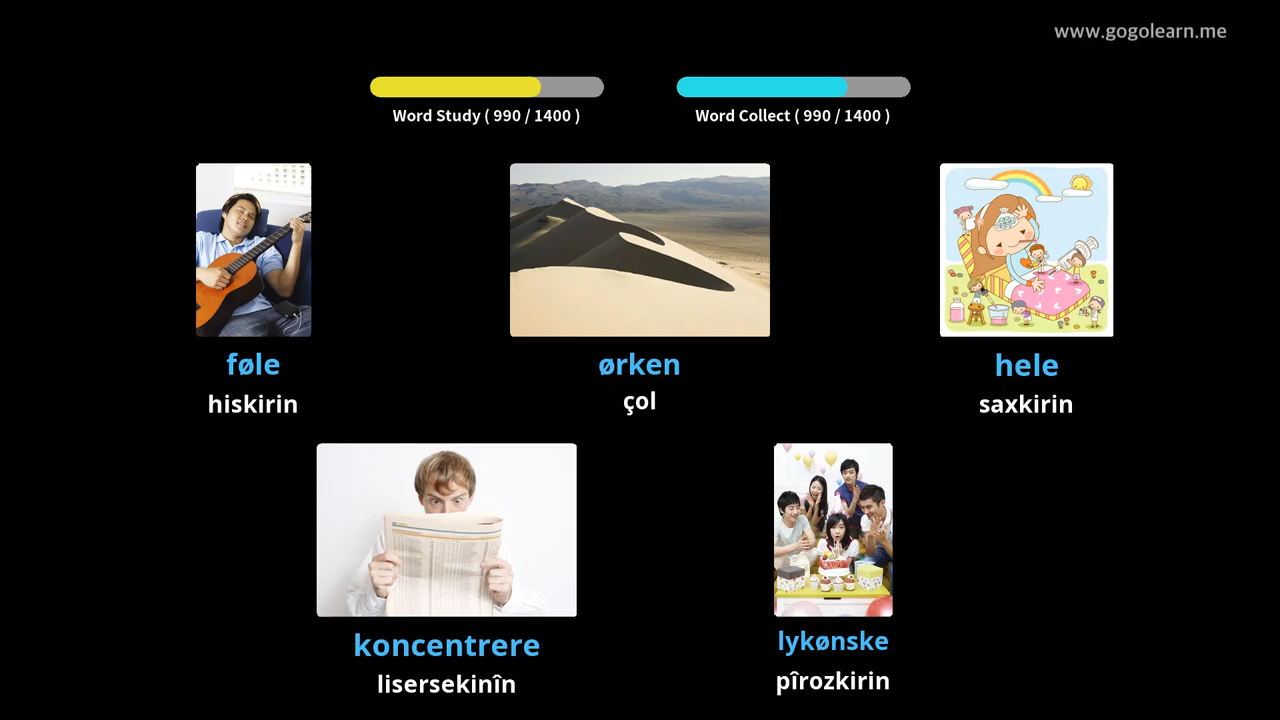 www.gogolearn.me
Word Study ( 990 / 1400 )
Word Collect ( 990 / 1400 )
føle
hiskirin
ørken
çol
hele
saxkirin
koncentrere
lisersekinîn
lykønske
pîrozkirin